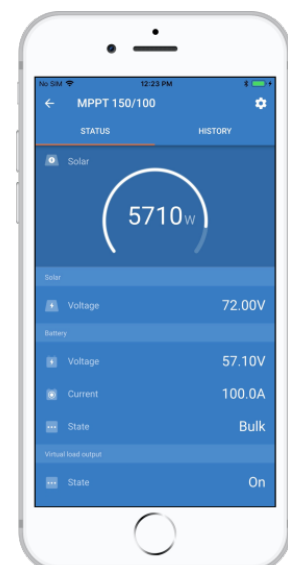 No SIM 12:23 PM
MPPT 150/100
STATUS HISTORY
Solar
5710W
Solar
Voltage 72.00V
Battery
Voltage 57.10V
Current 100.0A
State Bulk
Virtual load output
State On